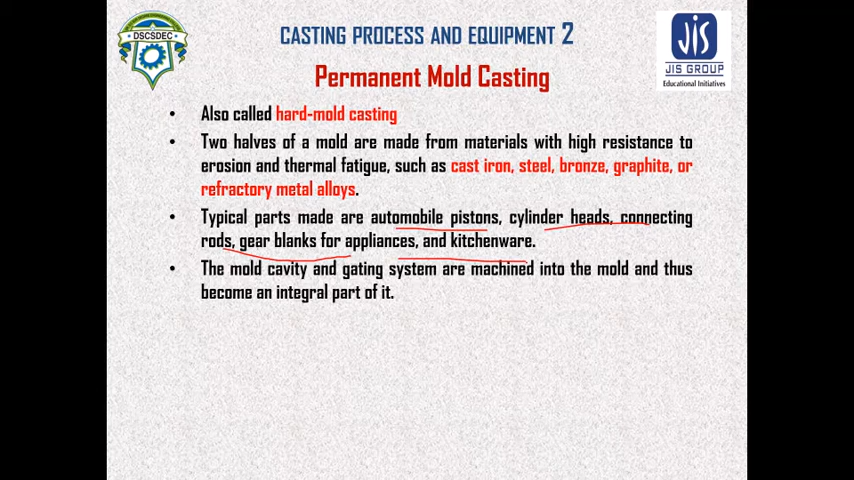 DSCSDEC
CASTING PROCESS AND EQUIPMENT 2
JIS
JIS GROUP
Educational Initiatives
Permanent Mold Casting
• Also called hard-mold casting
• Two halves of a mold are made from materials with high resistance to
erosion and thermal fatigue, such as cast iron, steel, bronze, graphite, or
refractory metal alloys.
• Typical parts made are automobile pistons, cylinder heads, connecting
rods, gear blanks for appliances, and kitchenware.
• The mold cavity and gating system are machined into the mold and thus
become an integral part of it.